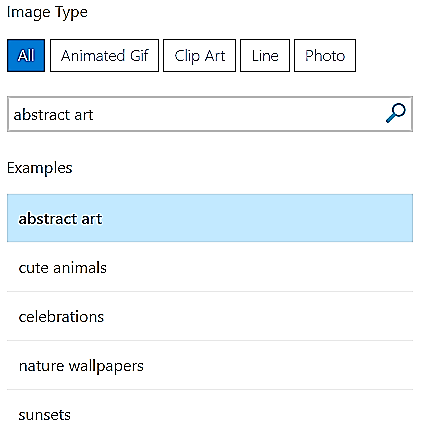 Image Type
All Animated Gif Clip Art Line Photo
abstract art
Examples
abstract art
cute animals
celebrations
nature wallpapers
sunsets